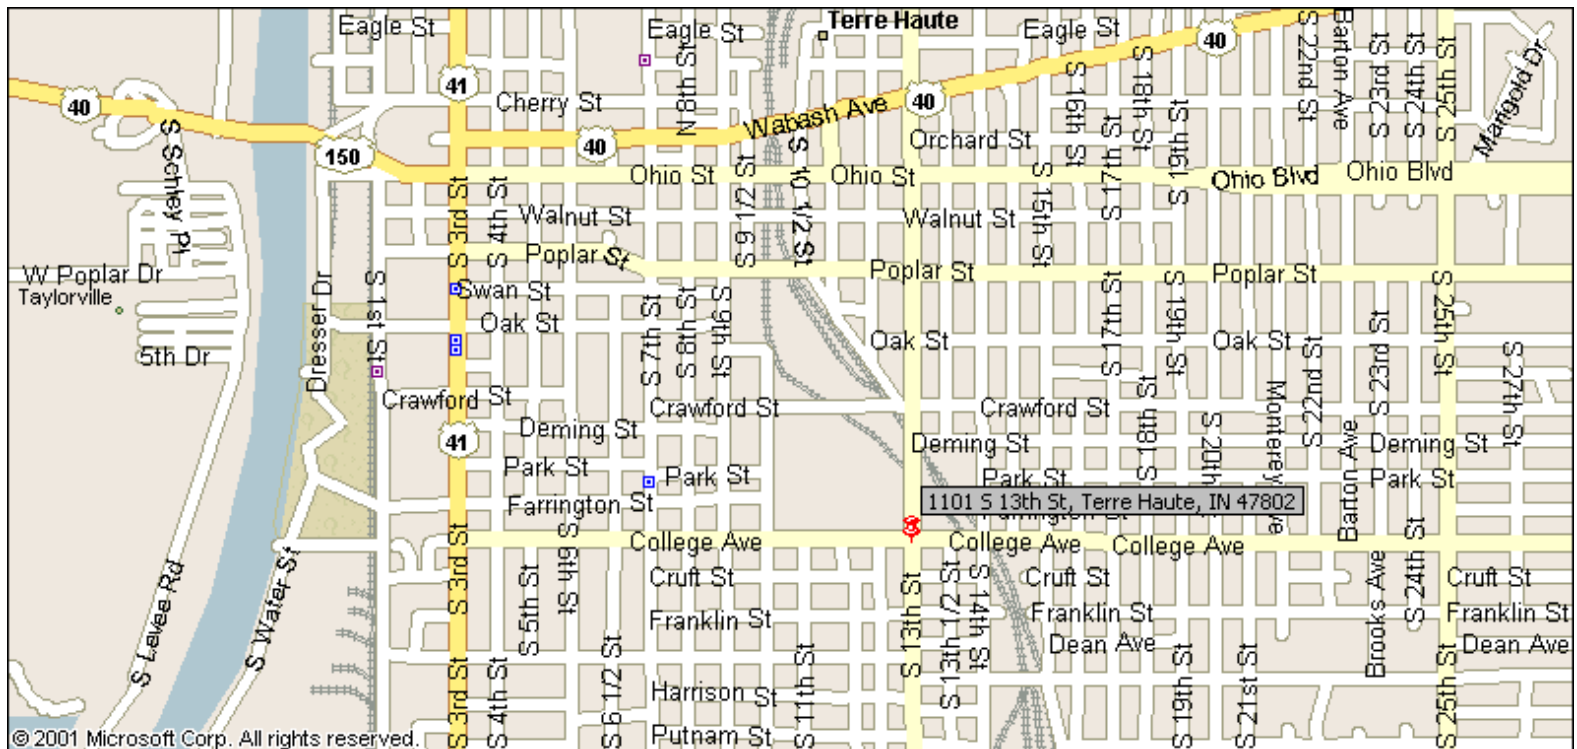 Eagle St
Eagle St
Terre Haute
Eagle St
40
41
40
40
40
150
Cherry St
N 8th St
Wabash Ave
Orchard St
S 16th St
S 18th St
S 22nd St
Barton Ave
S 23rd St
S 24th St
S 25th St
Marigold Dr
S Schley Pl
Ohio St
Ohio St
Ohio Blvd
Ohio Blvd
S 3rd St
S 4th St
Walnut St
S 9 1/2 St
S 10 1/2 St
Walnut St
S 15th St
S 17th St
S 19th St
W Poplar Dr
Taylorville
Poplar St
Poplar St
Poplar St
Dresser Dr
S 1st St
Swan St
Oak St
S 7th St
S 8th St
S 9th St
Oak St
S 17th St
S 19th St
Oak St
S 22nd St
S 23rd St
S 25th St
S 27th St
5th Dr
Crawford St
Crawford St
Crawford St
41
Deming St
Deming St
S 18th St
S 20th
Monterey Ave
S 22nd S
Barton Ave
Deming St
Park St
Park St
Park St
Park St
Farrington St
1101 S 13th St, Terre Haute, IN 47802
S 3rd St
S 6th St
College Ave
College Ave
College Ave
S Levee Rd
S Water St
S 5th St
Cruft St
S 13th St
S 13th 1/2 St
S 14th St
Cruft St
Brooks Ave
S 24th St
Cruft St
Franklin St
Franklin St
Franklin St
Dean Ave
Dean Ave
S 3rd St
S 4th St
S 6 1/2 St
Harrison St
S 11th St
S 19th St
S 21st St
S 25th St
Putnam St
© 2001 Microsoft Corp. All rights reserved.